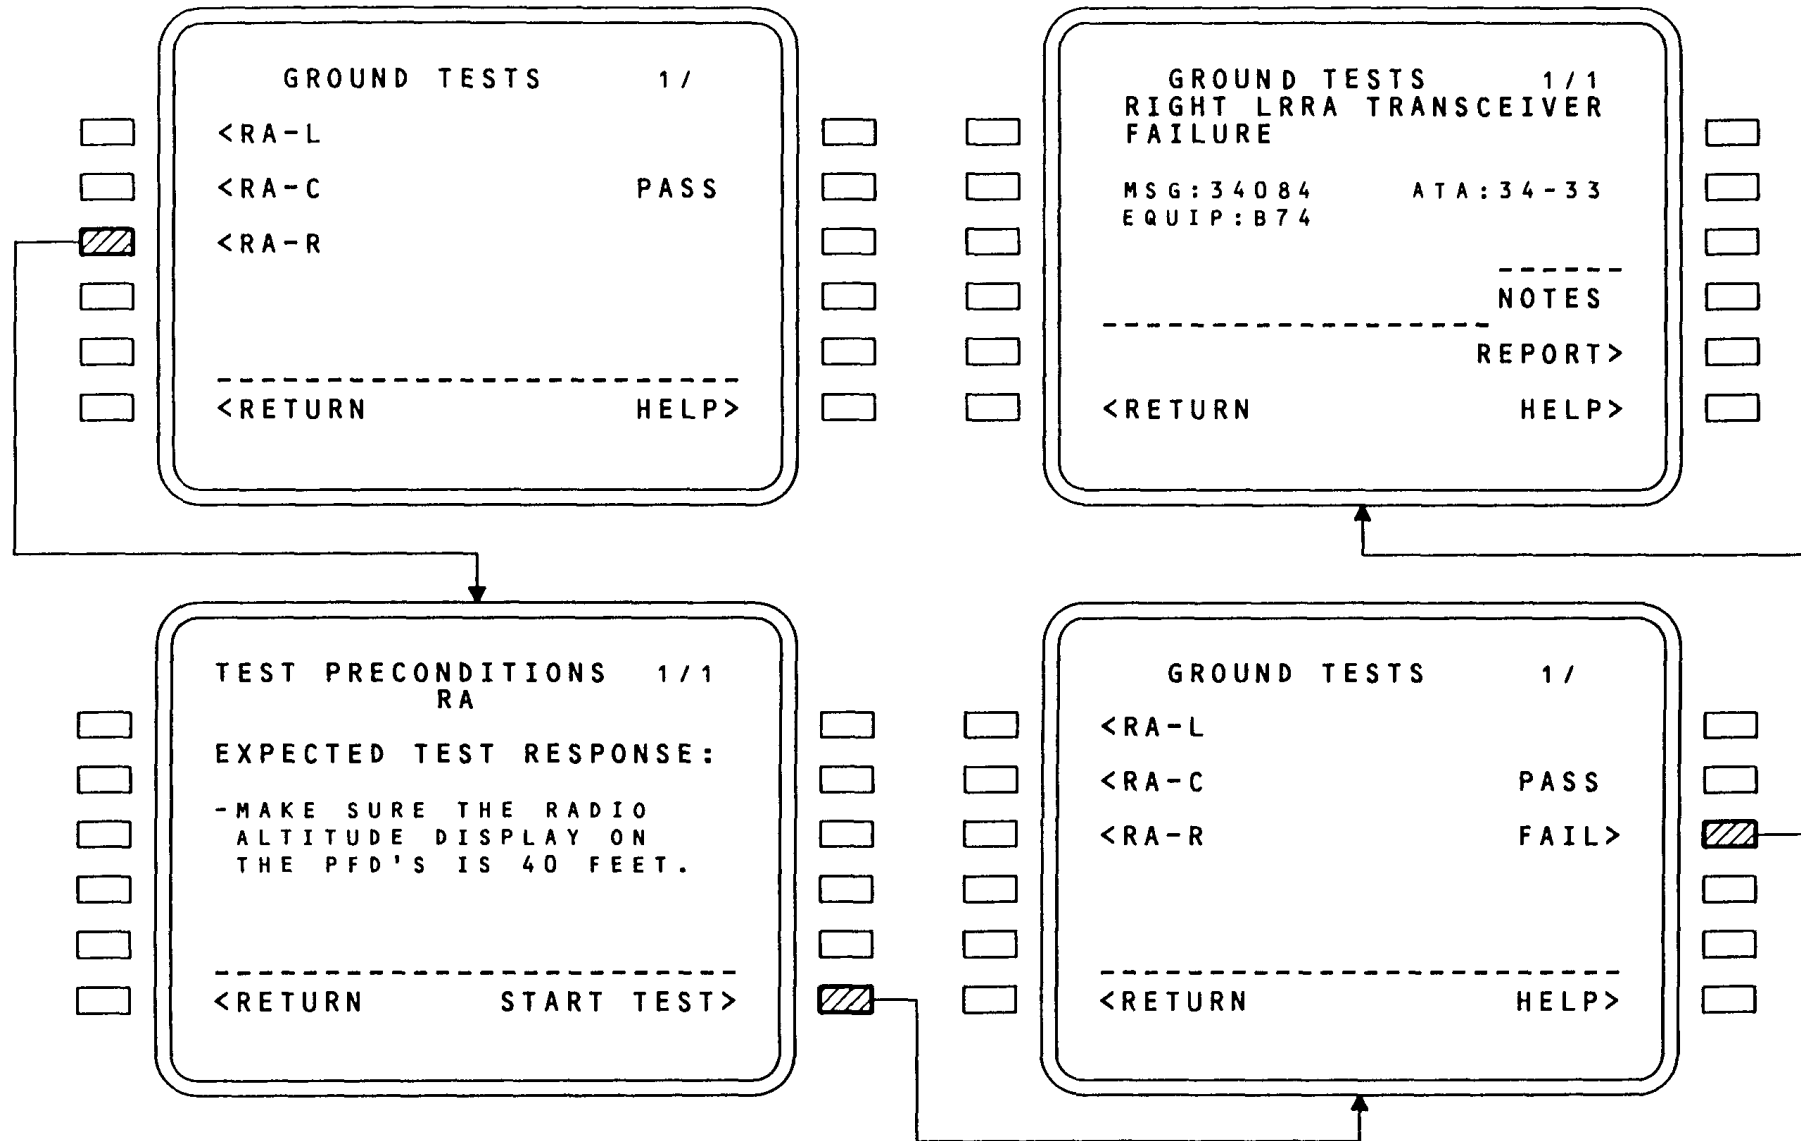 GROUND TESTS 1/
<RA-L
<RA-C PASS
<RA-R
<RETURN HELP>
GROUND TESTS 1/1
RIGHT LRRA TRANSCEIVER
FAILURE
MSG:34084 ATA:34-33
EQUIP:B74
NOTES
REPORT>
<RETURN HELP>
TEST PRECONDITIONS 1/1
RA
EXPECTED TEST RESPONSE:
-MAKE SURE THE RADIO
ALTITUDE DISPLAY ON
THE PFD'S IS 40 FEET.
<RETURN START TEST>
GROUND TESTS 1/
<RA-L
<RA-C PASS
<RA-R FAIL>
<RETURN HELP>